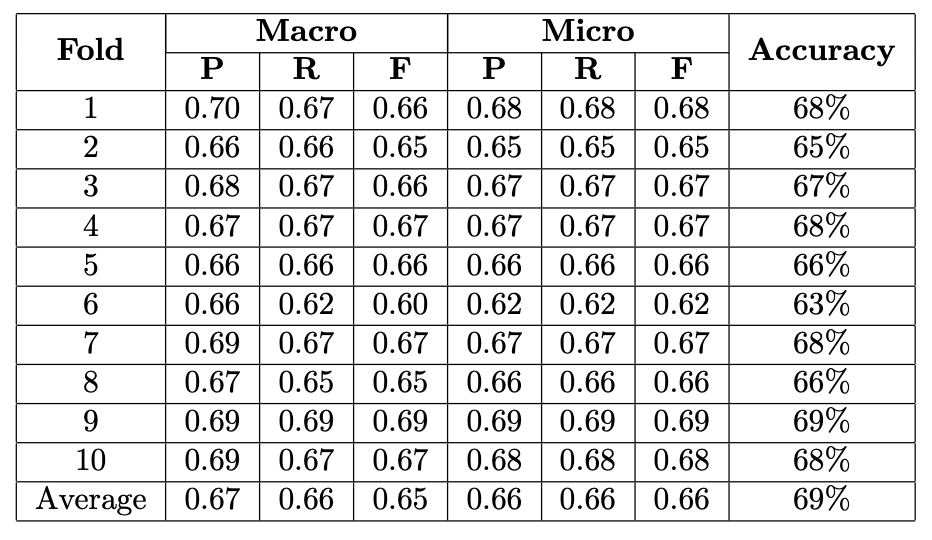 Fold Macro Micro Accuracy
P R F P R F
1 0.70 0.67 0.66 0.68 0.68 0.68 68%
2 0.66 0.66 0.65 0.65 0.65 0.65 65%
3 0.68 0.67 0.66 0.67 0.67 0.67 67%
4 0.67 0.67 0.67 0.67 0.67 0.67 68%
5 0.66 0.66 0.66 0.66 0.66 0.66 66%
6 0.66 0.62 0.60 0.62 0.62 0.62 63%
7 0.69 0.67 0.67 0.67 0.67 0.67 68%
8 0.67 0.65 0.65 0.66 0.66 0.66 66%
9 0.69 0.69 0.69 0.69 0.69 0.69 69%
10 0.69 0.67 0.67 0.68 0.68 0.68 68%
Average 0.67 0.66 0.65 0.66 0.66 0.66 69%